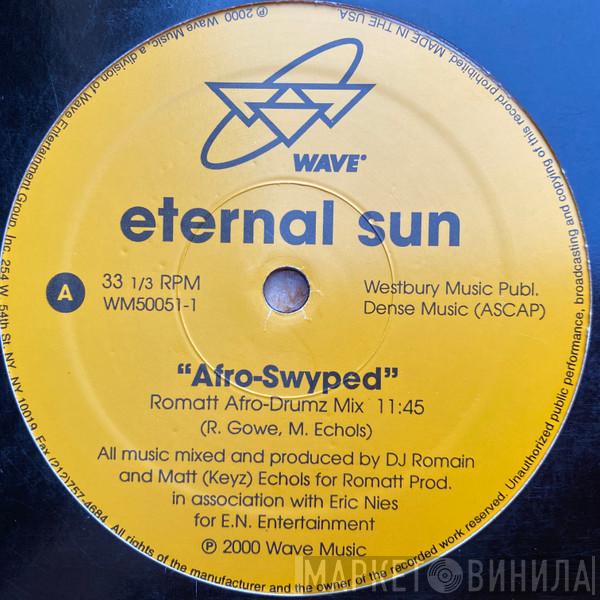 WAVE®
eternal sun
A
33 1/3 RPM
WM50051-1
Westbury Music Publ.
Dense Music (ASCAP)
“Afro-Swyped”
Romatt Afro-Drumz Mix 11:45
(R. Gowe, M. Echols)
All music mixed and produced by DJ Romain
and Matt (Keyz) Echols for Romatt Prod.
in association with Eric Nies
for E.N. Entertainment
℗ 2000 Wave Music
℗ 2000 Wave Music, a division of Wave Entertainment Group, Inc. 254 W. 54th St. NY, NY 10019. Fax (212)757-4684 All rights of the manufacturer and the owner or the recorded work reserved. Unauthorized public performance, broadcasting and copying of this record prohibited. MADE IN THE USA
МАРКЕТ ВИНИЛА